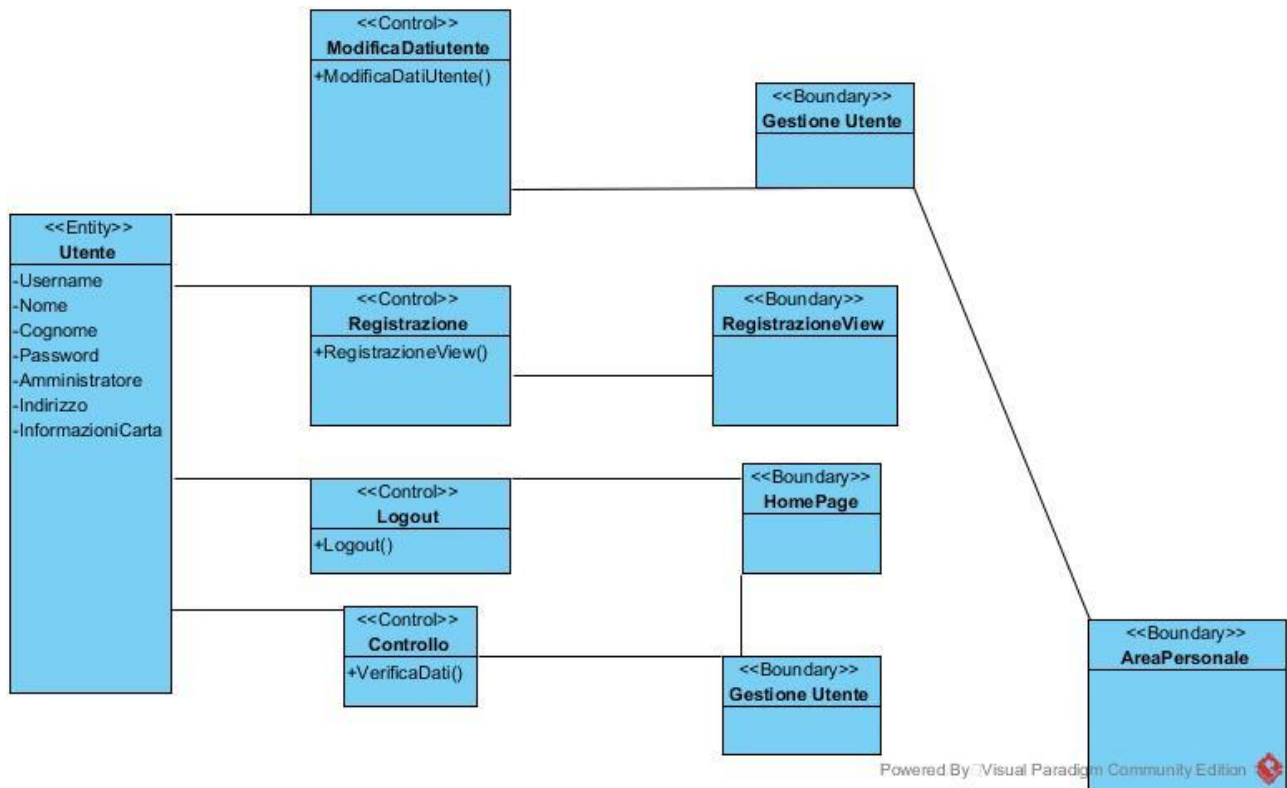 <<Control>>
ModificaDatiutente
+ModificaDatiUtente()
<<Boundary>>
Gestione Utente
<<Entity>>
Utente
-Username
-Nome
-Cognome
-Password
-Amministratore
-Indirizzo
-InformazioniCarta
<<Control>>
Registrazione
+RegistrazioneView()
<<Boundary>>
RegistrazioneView
<<Control>>
Logout
+Logout()
<<Boundary>>
HomePage
<<Control>>
Controllo
+VerificaDati()
<<Boundary>>
Gestione Utente
<<Boundary>>
AreaPersonale
Powered By Visual Paradigm Community Edition